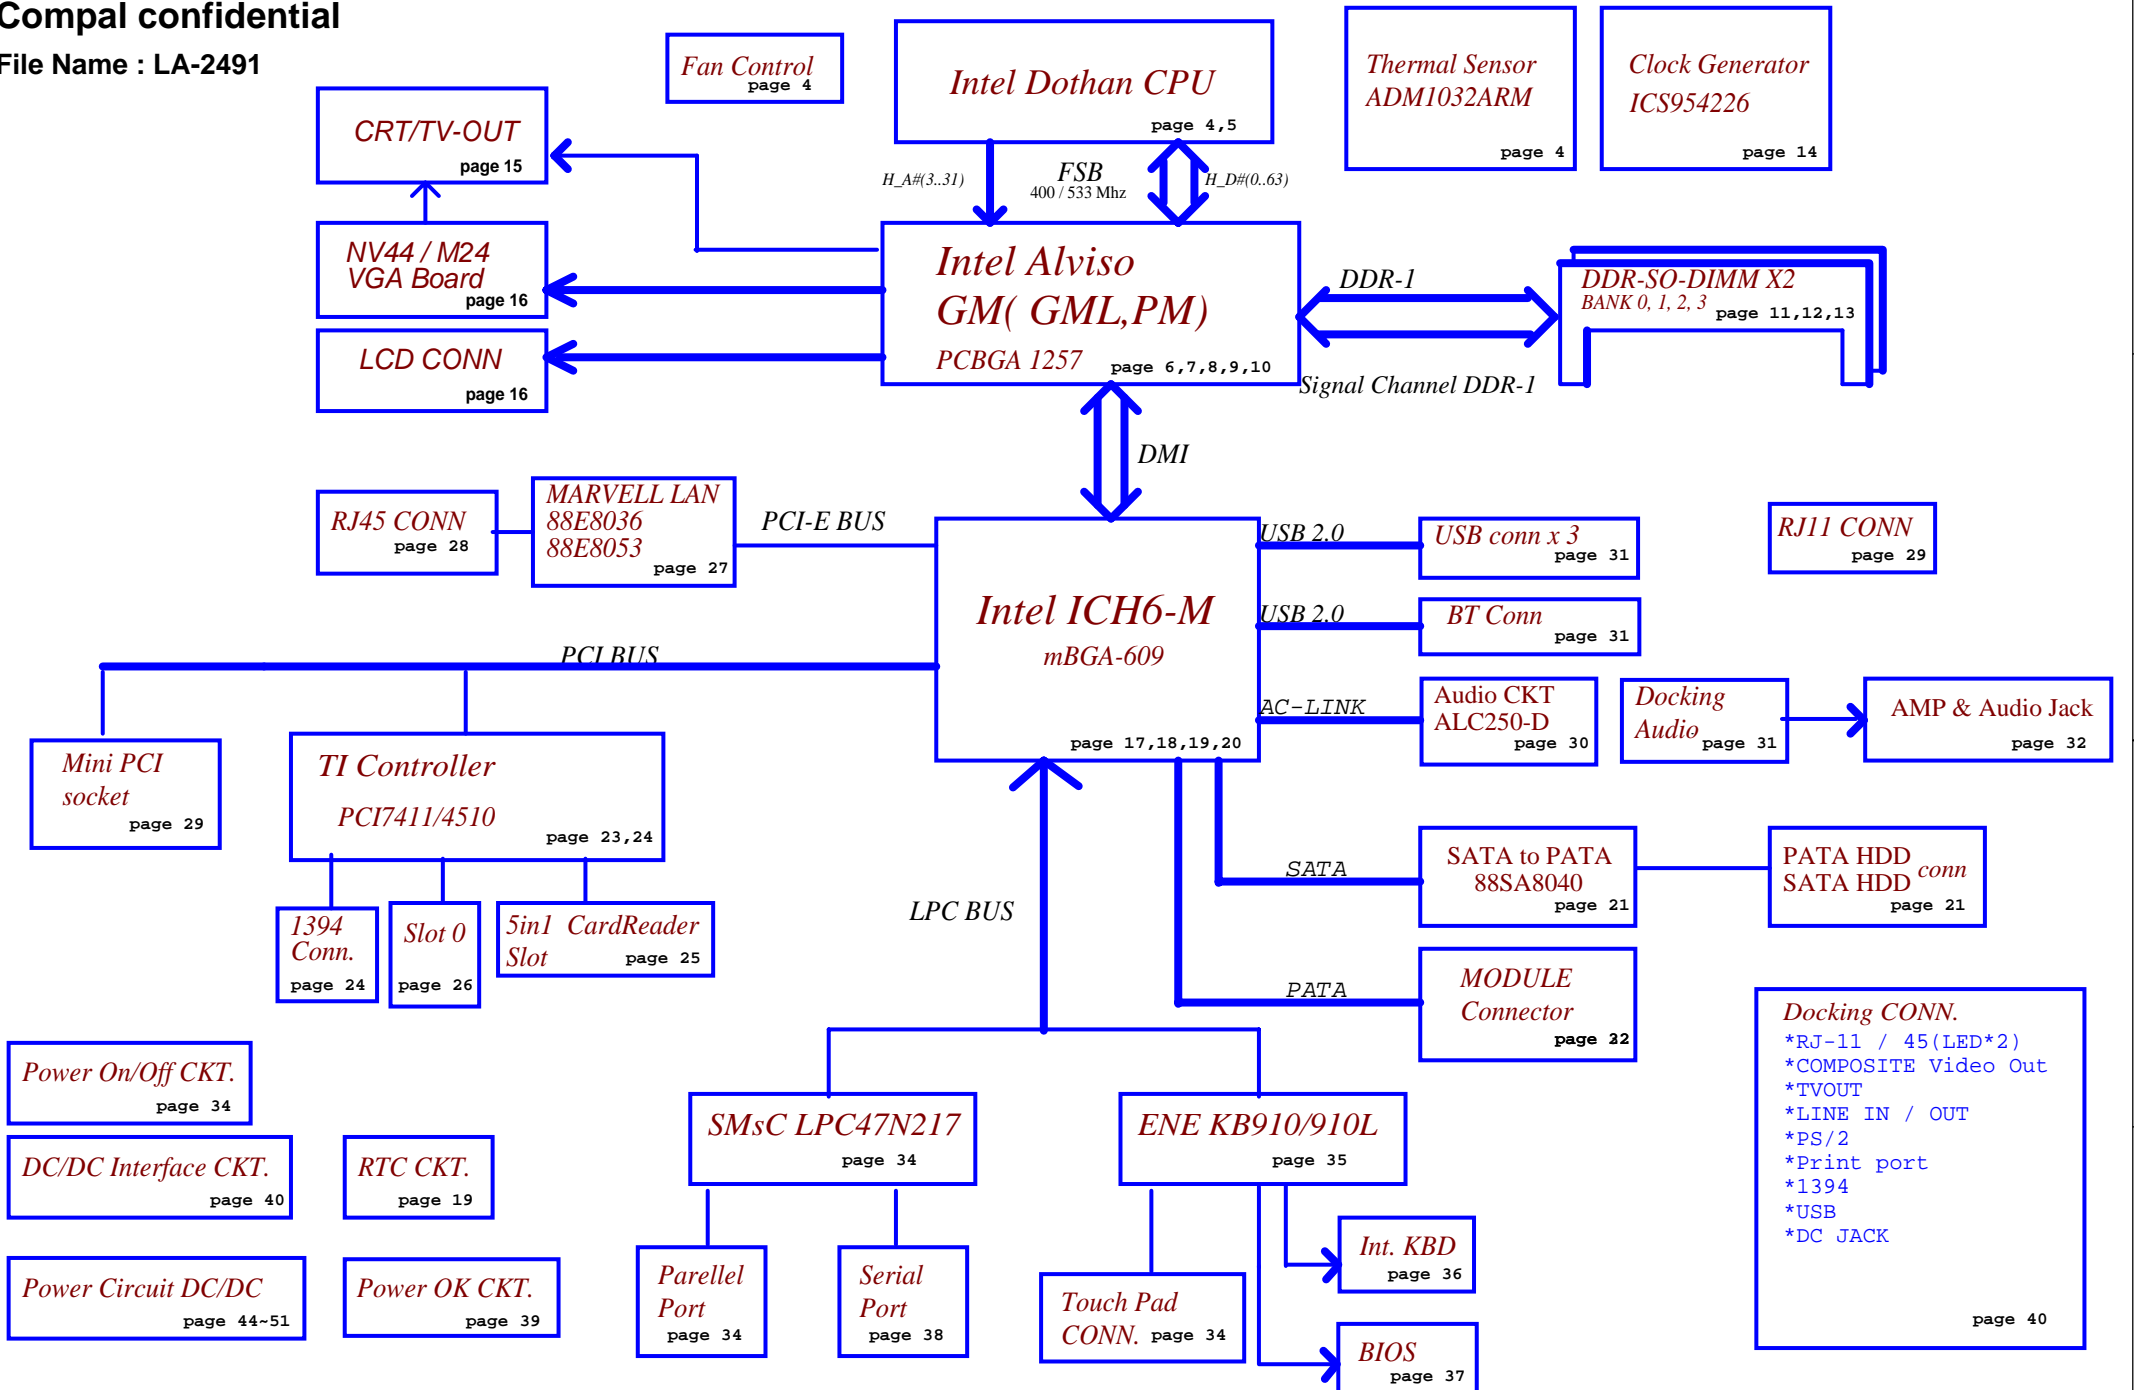 Compal confidential
File Name : LA-2491
Fan Control
page 4
Intel Dothan CPU
page 4,5
Thermal Sensor
ADM1032ARM
page 4
Clock Generator
ICS954226
page 14
CRT/TV-OUT
page 15
H_A#(3..31)
FSB
400 / 533 Mhz
H_D#(0..63)
NV44 / M24
VGA Board
page 16
LCD CONN
page 16
Intel Alviso
GM( GML,PM)
PCBGA 1257
page 6,7,8,9,10
DDR-1
Signal Channel DDR-1
DDR-SO-DIMM X2
BANK 0, 1, 2, 3
page 11,12,13
DMI
RJ45 CONN
page 28
MARVELL LAN
88E8036
88E8053
page 27
PCI-E BUS
Intel ICH6-M
mBGA-609
page 17,18,19,20
USB 2.0
USB conn x 3
page 31
RJ11 CONN
page 29
USB 2.0
BT Conn
page 31
PCI BUS
AC-LINK
Audio CKT
ALC250-D
page 30
Docking
Audio
page 31
AMP & Audio Jack
page 32
Mini PCI
socket
page 29
TI Controller
PCI7411/4510
page 23,24
1394
Conn.
page 24
Slot 0
page 26
5in1 CardReader
Slot
page 25
LPC BUS
SATA
SATA to PATA
88SA8040
page 21
PATA HDD
SATA HDD
conn
page 21
PATA
MODULE
Connector
page 22
Docking CONN.
*RJ-11 / 45(LED*2)
*COMPOSITE Video Out
*TVOUT
*LINE IN / OUT
*PS/2
*Print port
*1394
*USB
*DC JACK
page 40
Power On/Off CKT.
page 34
DC/DC Interface CKT.
page 40
RTC CKT.
page 19
Power Circuit DC/DC
page 44~51
Power OK CKT.
page 39
SMsC LPC47N217
page 34
ENE KB910/910L
page 35
Parellel
Port
page 34
Serial
Port
page 38
Touch Pad
CONN.
page 34
Int. KBD
page 36
BIOS
page 37